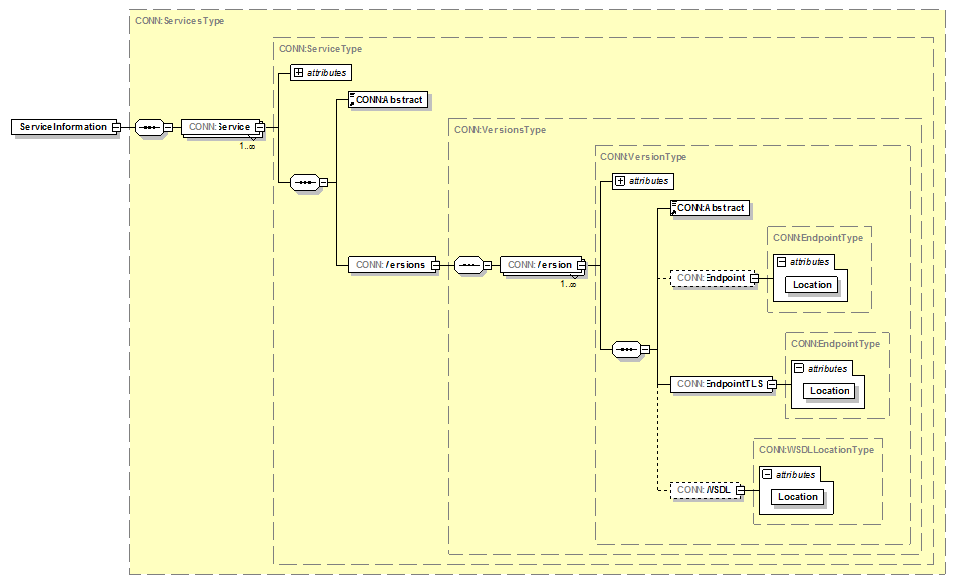 CONN:ServicesType
CONN:ServiceType
attributes
CONN:Abstract
ServiceInformation
CONN:Service
1..∞
CONN:VersionsType
CONN:VersionType
attributes
CONN:Abstract
CONN:EndpointType
attributes
Location
CONN:Versions
CONN:Version
1..∞
CONN:Endpoint
CONN:EndpointType
attributes
Location
CONN:EndpointTLS
CONN:WSDLLocationType
attributes
Location
CONN:WSDL